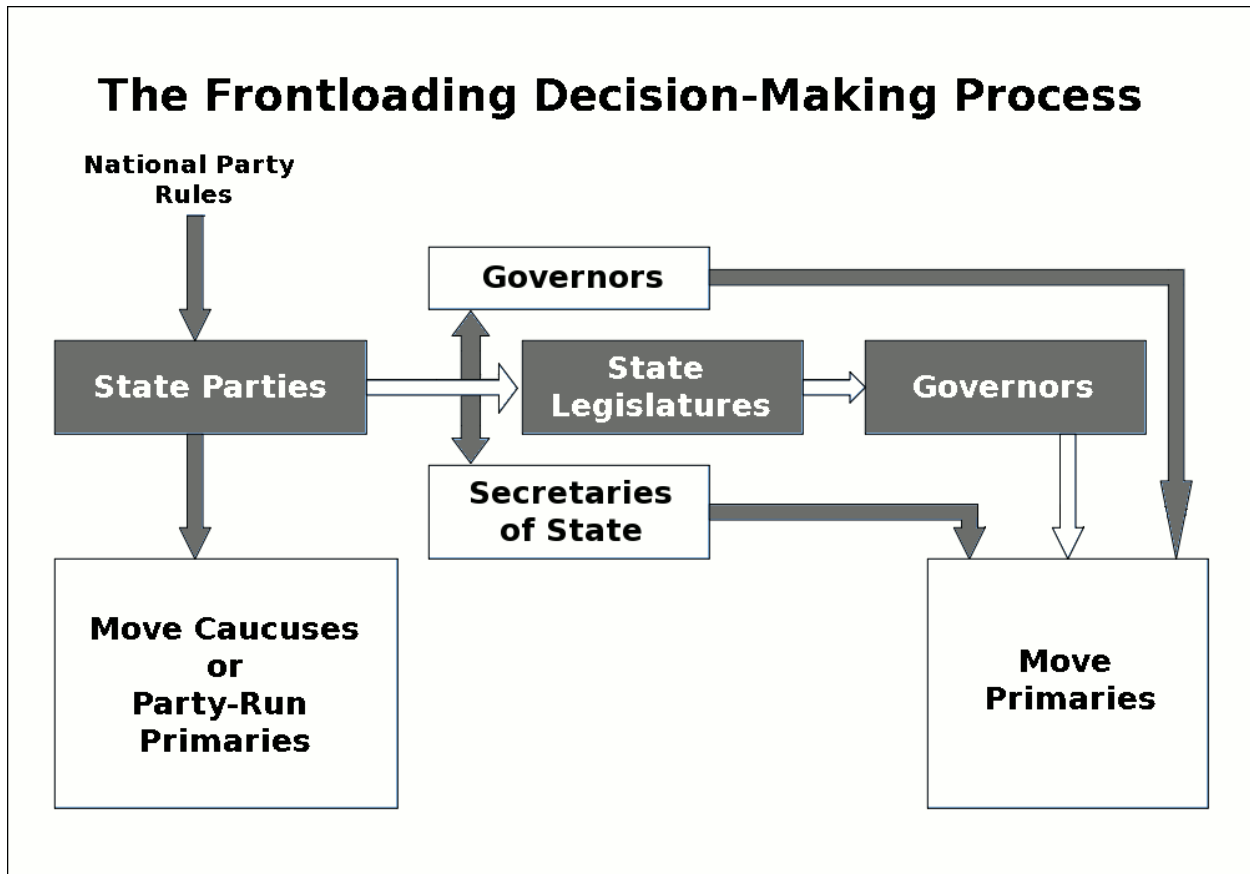 The Frontloading Decision-Making Process
National Party
Rules
Governors
State Parties
State
Legislatures
Governors
Secretaries
of State
Move Caucuses
or
Party-Run
Primaries
Move
Primaries